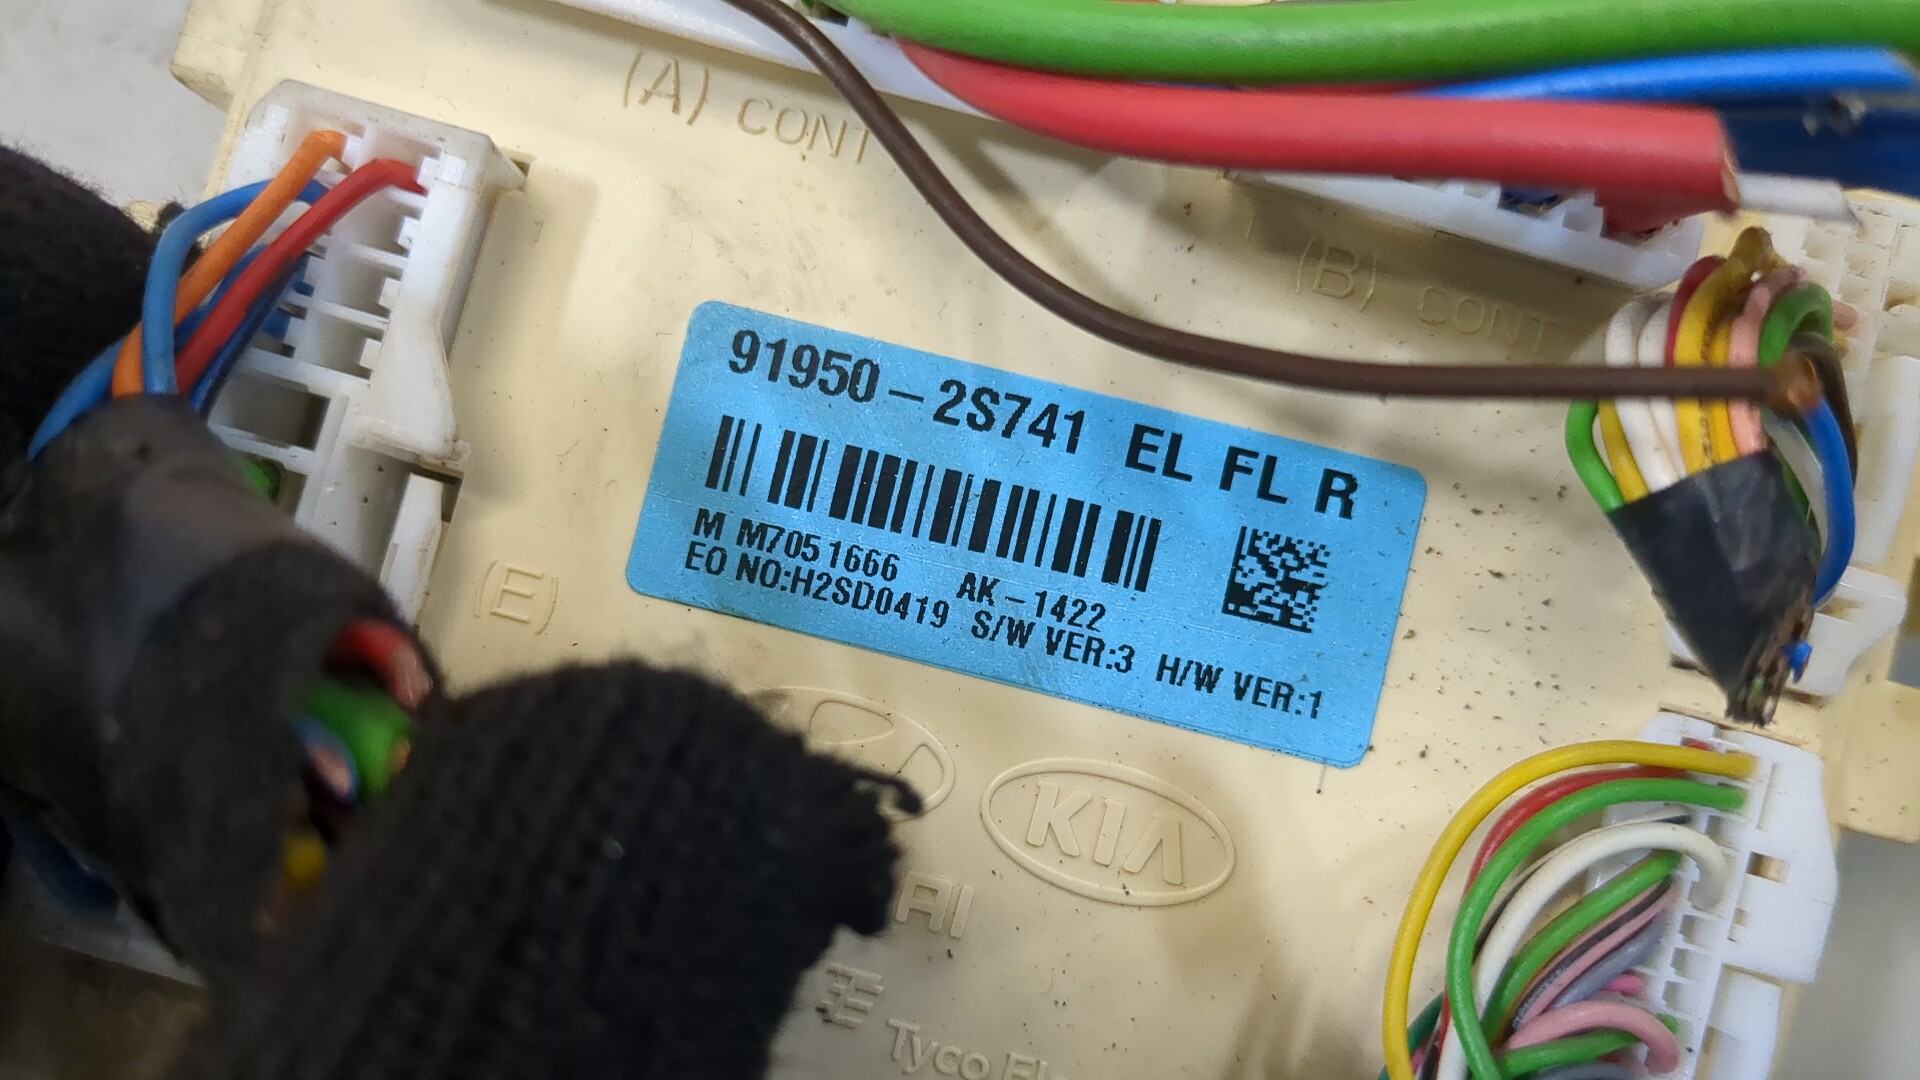 (A) CONT
(B) CONT
91950-2S741 EL FL R
M M7051666 AK-1422
EO NO:H2SD0419 S/W VER:3 H/W VER:1
(E)
KIA
Tyco